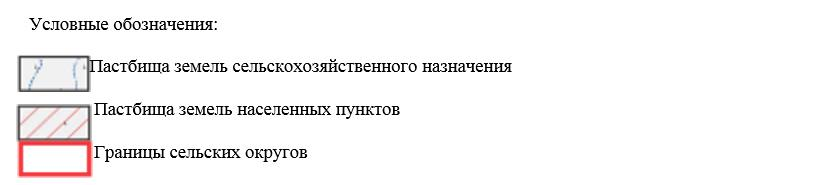 Условные обозначения:
Пастбища земель сельскохозяйственного назначения
Пастбища земель населенных пунктов
Границы сельских округов